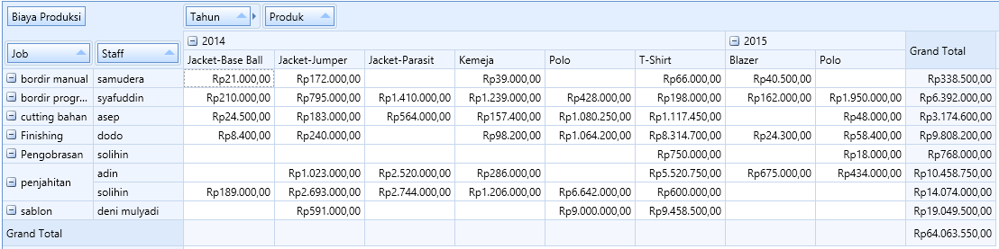 Biaya Produksi Tahun Produk
2014 2015 Grand Total
Job Staff
Jacket-Base Ball Jacket-Jumper Jacket-Parasit Kemeja Polo T-Shirt Blazer Polo
bordir manual samudera Rp21.000,00 Rp172.000,00 Rp39.000,00 Rp66.000,00 Rp40.500,00 Rp338.500,00
bordir progr... syafuddin Rp210.000,00 Rp795.000,00 Rp1.410.000,00 Rp1.239.000,00 Rp428.000,00 Rp198.000,00 Rp162.000,00 Rp1.950.000,00 Rp6.392.000,00
cutting bahan asep Rp24.500,00 Rp183.000,00 Rp564.000,00 Rp157.400,00 Rp1.080.250,00 Rp1.117.450,00 Rp48.000,00 Rp3.174.600,00
Finishing dodo Rp8.400,00 Rp240.000,00 Rp98.200,00 Rp1.064.200,00 Rp8.314.700,00 Rp24.300,00 Rp58.400,00 Rp9.808.200,00
Pengobrasan solihin Rp750.000,00 Rp18.000,00 Rp768.000,00
penjahitan adin Rp1.023.000,00 Rp2.520.000,00 Rp286.000,00 Rp5.520.750,00 Rp675.000,00 Rp434.000,00 Rp10.458.750,00
solihin Rp189.000,00 Rp2.693.000,00 Rp2.744.000,00 Rp1.206.000,00 Rp6.642.000,00 Rp600.000,00 Rp14.074.000,00
sablon deni mulyadi Rp591.000,00 Rp9.000.000,00 Rp9.458.500,00 Rp19.049.500,00
Grand Total Rp64.063.550,00